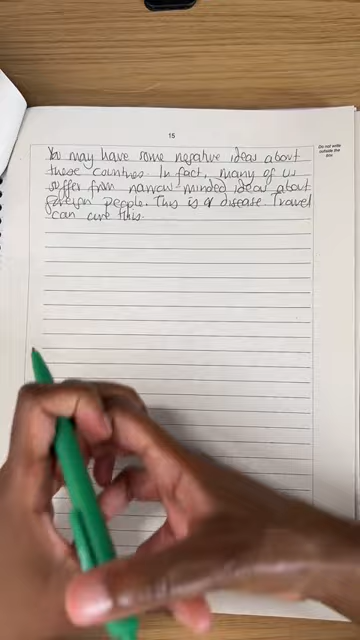 15
Do not write
outside the
box
You may have some negative ideas about
these countries. In fact, many of us
suffer from narrow-minded ideas about
foreign people. This is a disease Travel
can cure this.